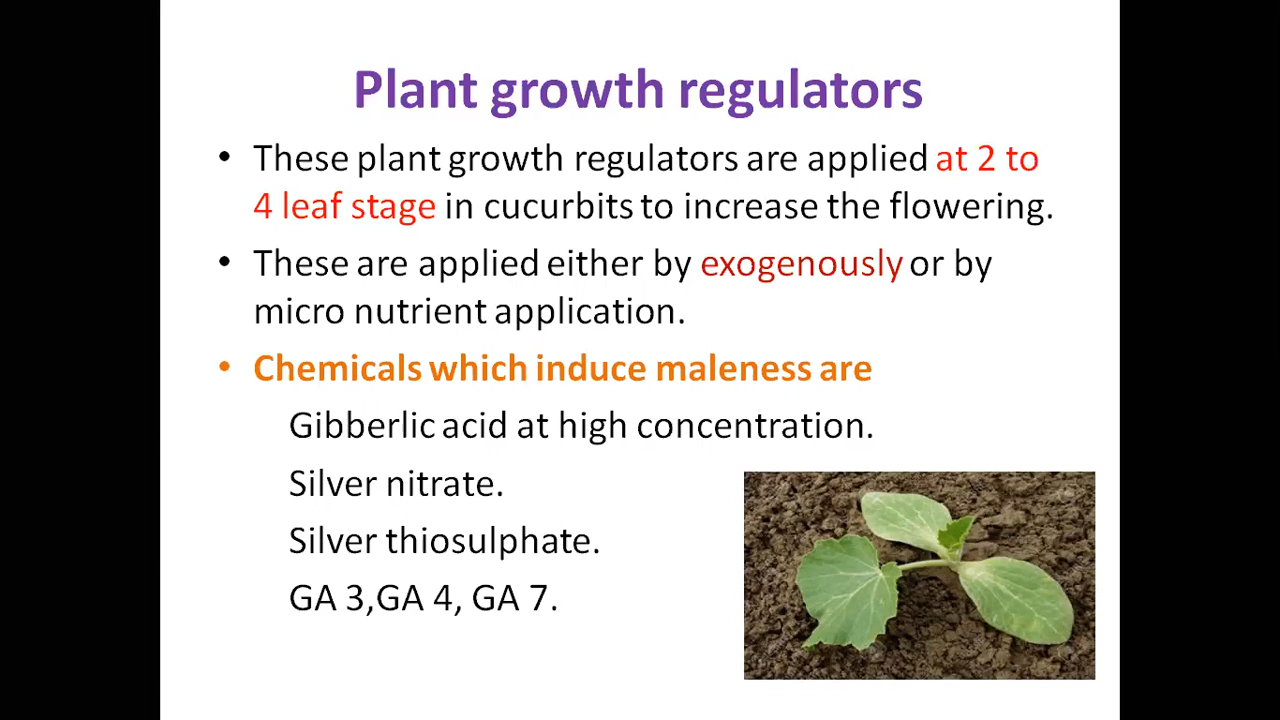 Plant growth regulators
• These plant growth regulators are applied at 2 to
4 leaf stage in cucurbits to increase the flowering.
• These are applied either by exogenously or by
micro nutrient application.
• Chemicals which induce maleness are
Gibberlic acid at high concentration.
Silver nitrate.
Silver thiosulphate.
GA 3,GA 4, GA 7.